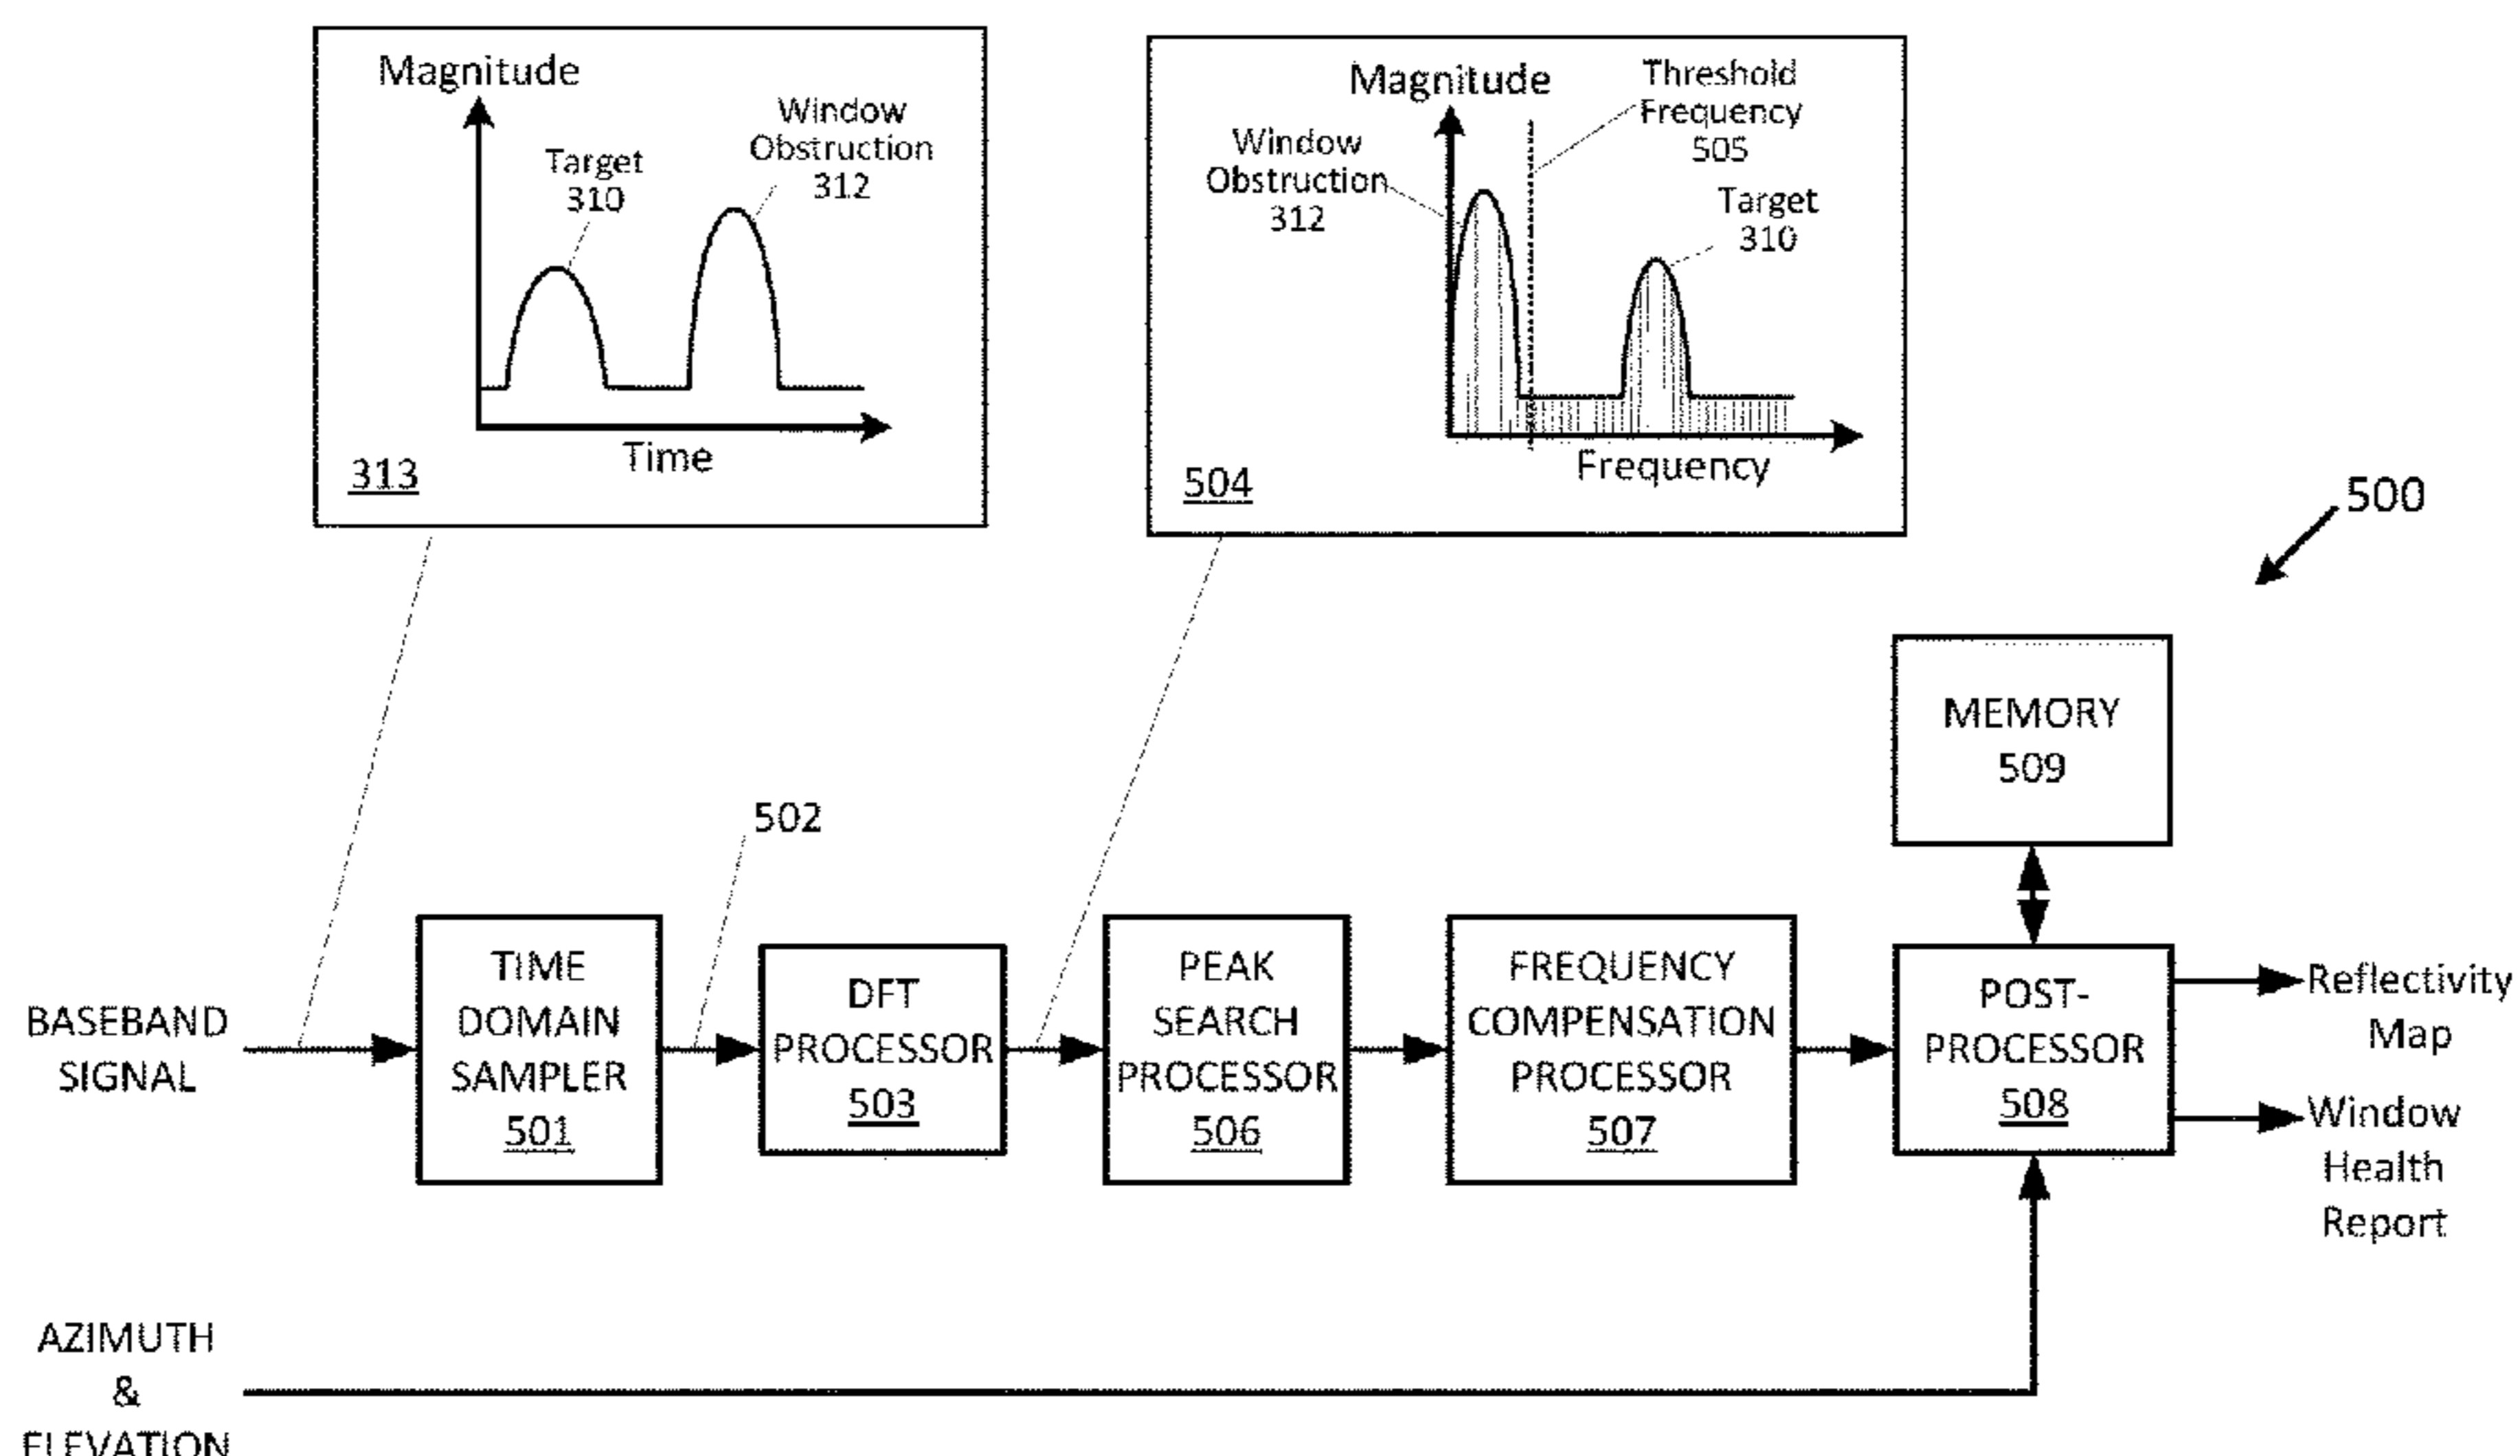 Magnitude
Target
310
Window
Obstruction
312
Time
313
Magnitude
Window
Obstruction
312
Threshold
Frequency
505
Target
310
Frequency
504
500
MEMORY
509
502
BASEBAND
SIGNAL
TIME
DOMAIN
SAMPLER
501
DFT
PROCESSOR
503
PEAK
SEARCH
PROCESSOR
506
FREQUENCY
COMPENSATION
PROCESSOR
507
POST-
PROCESSOR
508
Reflectivity
Map
Window
Health
Report
AZIMUTH
&
ELEVATION